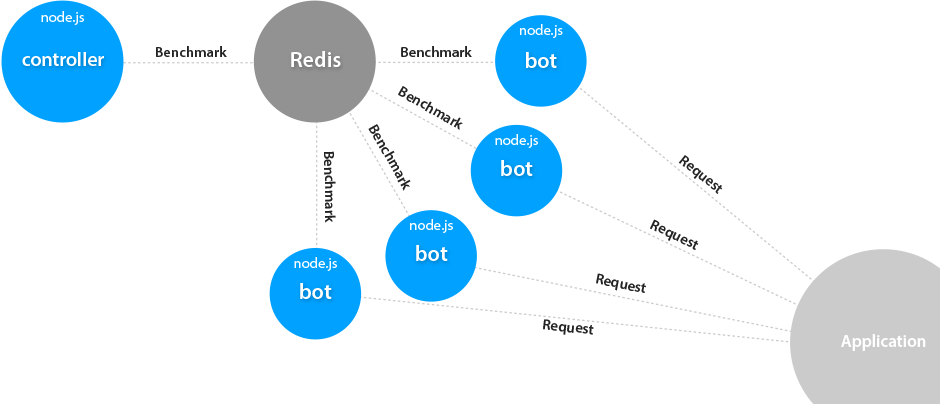 node.js
controller
Benchmark
Redis
Benchmark
node.js
bot
Benchmark
node.js
bot
Benchmark
node.js
bot
Benchmark
node.js
bot
Request
Request
Request
Request
Application